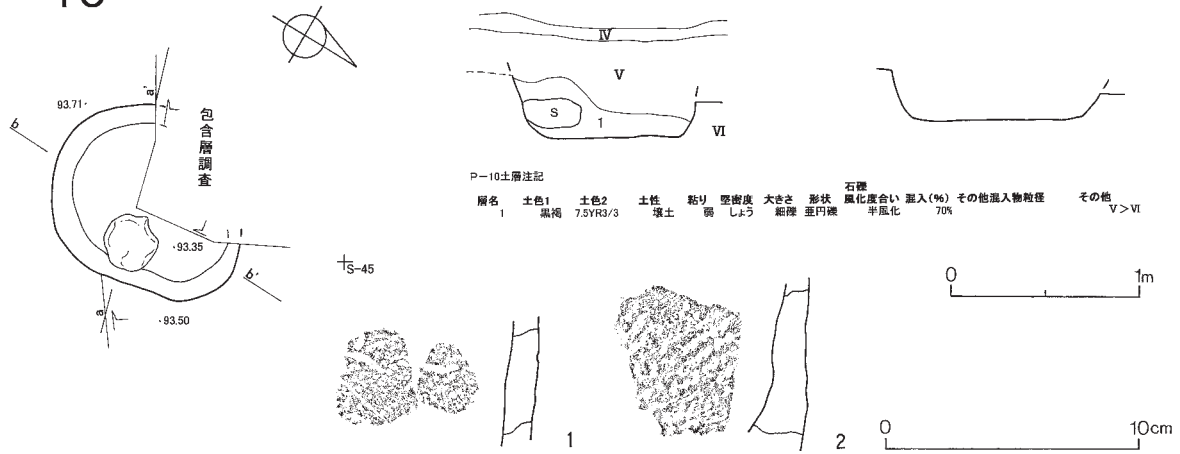 IV
V
S
1
VI
93.71
a'
b
包含層調査
93.35
b'
a
93.50
P-10土層注記
石礫
層名 土色1 土色2 土性 粘り 堅密度 大きさ 形状 風化度合い 混入(%) その他混入物粒径 その他
1 黒褐 7.5YR3/3 壌土 弱 しょう 細礫 亜円礫 半風化 70% V>VI
S-45
0 1m
1
2
0 10cm